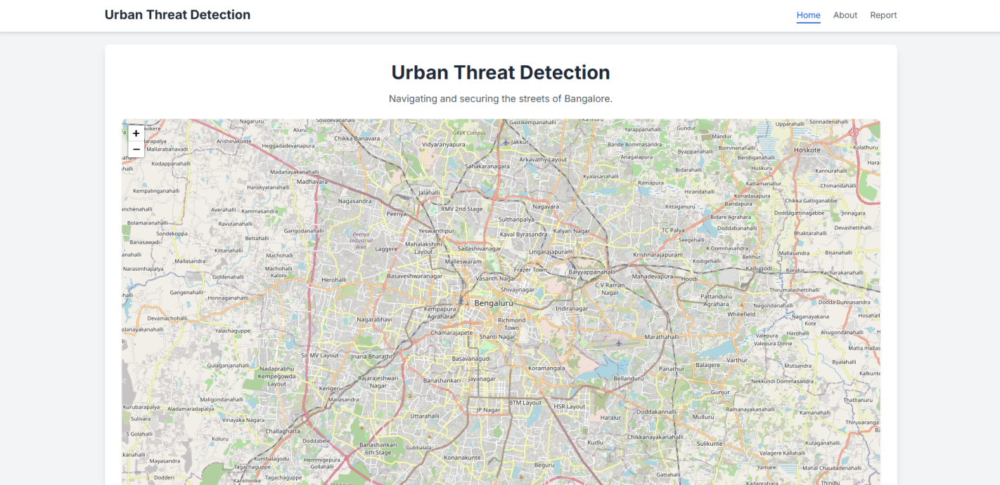 Urban Threat Detection
Home
About
Report
Urban Threat Detection
Navigating and securing the streets of Bangalore.
+
−
Nagaruru
Aluru
Chikka Banavara
GKVK Campus
Vidyaranyapura
Gastikempanahalli
Jakkur
Yarappanahalli
Gundur
Mandur
Upparahalli
Sonnadenahalli
Mallarabanavadi
Arishinakunte
Heggadadevanapura
Bande Bommasandra
Byappanahalli
Bommenahalli
Bendiganahalli
Hoskote
Kolathuru
Kodappanahalli
Madanayakanahalli
Madhavara
Sahakaranagara
Arkavathy Layout
Anagalapura
Kyalasanahalli
Bidarahalli
Huskuru
Kannurahalli
Kempalinganahalli
Harokyatanahalli
Jalahalli
Ramapura
Hirandahalli
Kattamanallur
Chimandahalli
Konadasapura
Nagasandra
Peenya
RMV 2nd Stage
Nagavara
Kittaganuru
Bandapura
Chikka Gattiganabbe
Averahalli
Kammasandra
Sulthanpalya
Bidare Agrahara
Doddagattigabbe
Jinnagara
Bolamaranahalli
Ravutanahalli
Gangodanahalli
Yeswanthpur
Kaval Byrasandra
Kalyan Nagar
TC Palya
Doddabanahalli
Bhaktarahalli
Devashettihalli
Sondekoppa
Bettahalli
Peenya
Industrial
Area
Banasawadi
Kittanahalli
Laggere
Mahalakshmi
Layout
Sadashivanagar
Lingarajapuram
Krishnarajapuram
Seegehalli
K Dommasandra
Mallasandra
Bisanahalli
Mallasandra
Machohalli
Malleswaram
Kodigehalli
Belthur
Narasimhapalya
Machohalli
Kaloni
Frazer Town
Baiyyappanahalli
Kadugodi
Koralur
Kacharakanahalli
Giddenahalli
Herohalli
Basaveshwaranagar
Vasanth Nagar
Mahadevapura
Hoodi
Gangenahalli
Honnaganahatti
Shivajinagar
C V Raman
Nagar
Thirumalashettihalli
Pattanduru
Agrahara
Bengaluru
Indiranagar
Nagondanahalli
Dodda Dunnasandra
Kempapura
Agrahara
Whitefield
Devamachohalli
Nagarabhavi
Richmond
Town
Naganayakana
Kote
Hosahall
Yalachaguppe
Chamarajapete
Shanti Nagar
Marathahalli
Valepura
Valepura Dinne
Harohalli
Anugondanahalli
Sir MV Layout
Jnana Bharathi
Basavanagudi
Matta mallas
Gulaganjanahalli
Nadaprabhu
Kempegowda
Layout
Koramangala
Panathur
Balagere
Varthur
Mutsandra
Byalahalli
Rajarajeshwari
Nagar
Banashankari
Jayanagar
Bellanduru
Nekkundi Dommasandra
Kalkunte
Kengeri
Gunjur
Maligondanahalli
Mailasandra
BTM Layout
HSR Layout
Thathanuru
Kurubarapalya
Aladamaradapalya
JP Nagar
Doddakannalli
Ramanayakanahalli
Sulivara
Vinayaka Nagara
Uttarahalli
Haralur
Mulluru
Kamanahalli
Thiruvaranga
S Golahalli
Challaghatta
Koluru
Doddabele
Banashankari
6th Stage
Gubbalala
Kudlu
Chikkanayakanahalli
Sulikunte
Kutaganahalli
Kumbalagodu
Konanakunte
Valagere Kallahalli
Mayasandra
Tagachaguppe
Hemmigepura
Gollahalli
Beguru
Yamare
Mahal Chaudadenahalli
Dodderi
Kaniminike
Tagachaguppe
Gattahalli
Kadagrahara
Thindlu